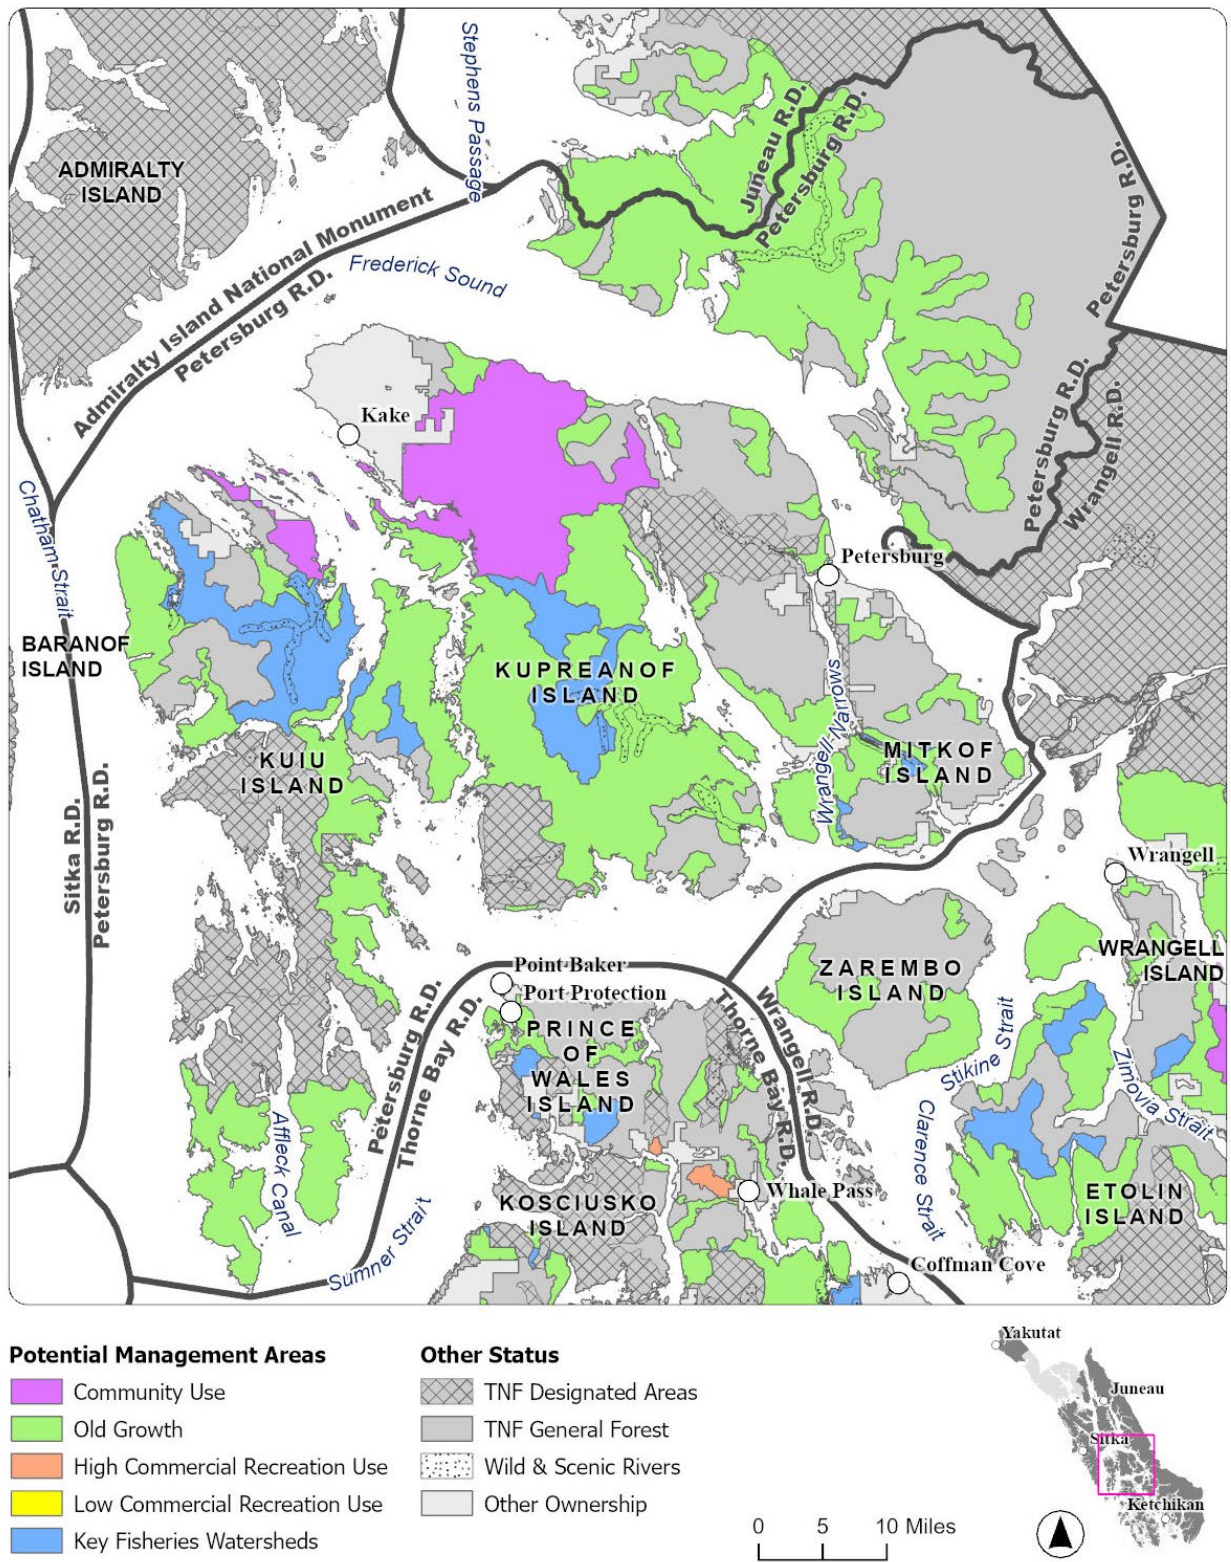 Stephens Passage
Juneau R.D.
Petersburg R.D.
ADMIRALTY
ISLAND
Petersburg R.D.
Admiralty Island National Monument
Petersburg R.D.
Frederick Sound
Petersburg R.D.
Wrangell R.D.
Petersburg R.D.
Kake
Chatham Strait
Petersburg
BARANOF
ISLAND
KUPREANOF
ISLAND
Wrangell Narrows
KUIU
ISLAND
MITKOF
ISLAND
Sitka R.D.
Petersburg R.D.
Wrangell
WRANGELL
ISLAND
ZAREMBO
ISLAND
Point Baker
Port Protection
Petersburg R.D.
Thorne Bay R.D.
PRINCE
OF
WALES
ISLAND
Wrangell R.D.
Thorne Bay R.D.
Stikine Strait
Zimovia Strait
Clarence Strait
Affleck Canal
Whale Pass
KOSCIUSKO
ISLAND
ETOLIN
ISLAND
Sumner Strait
Coffman Cove
Potential Management Areas
Community Use
Old Growth
High Commercial Recreation Use
Low Commercial Recreation Use
Key Fisheries Watersheds
Other Status
TNF Designated Areas
TNF General Forest
Wild & Scenic Rivers
Other Ownership
0 5 10 Miles
Yakutat
Juneau
Sitka
Ketchikan